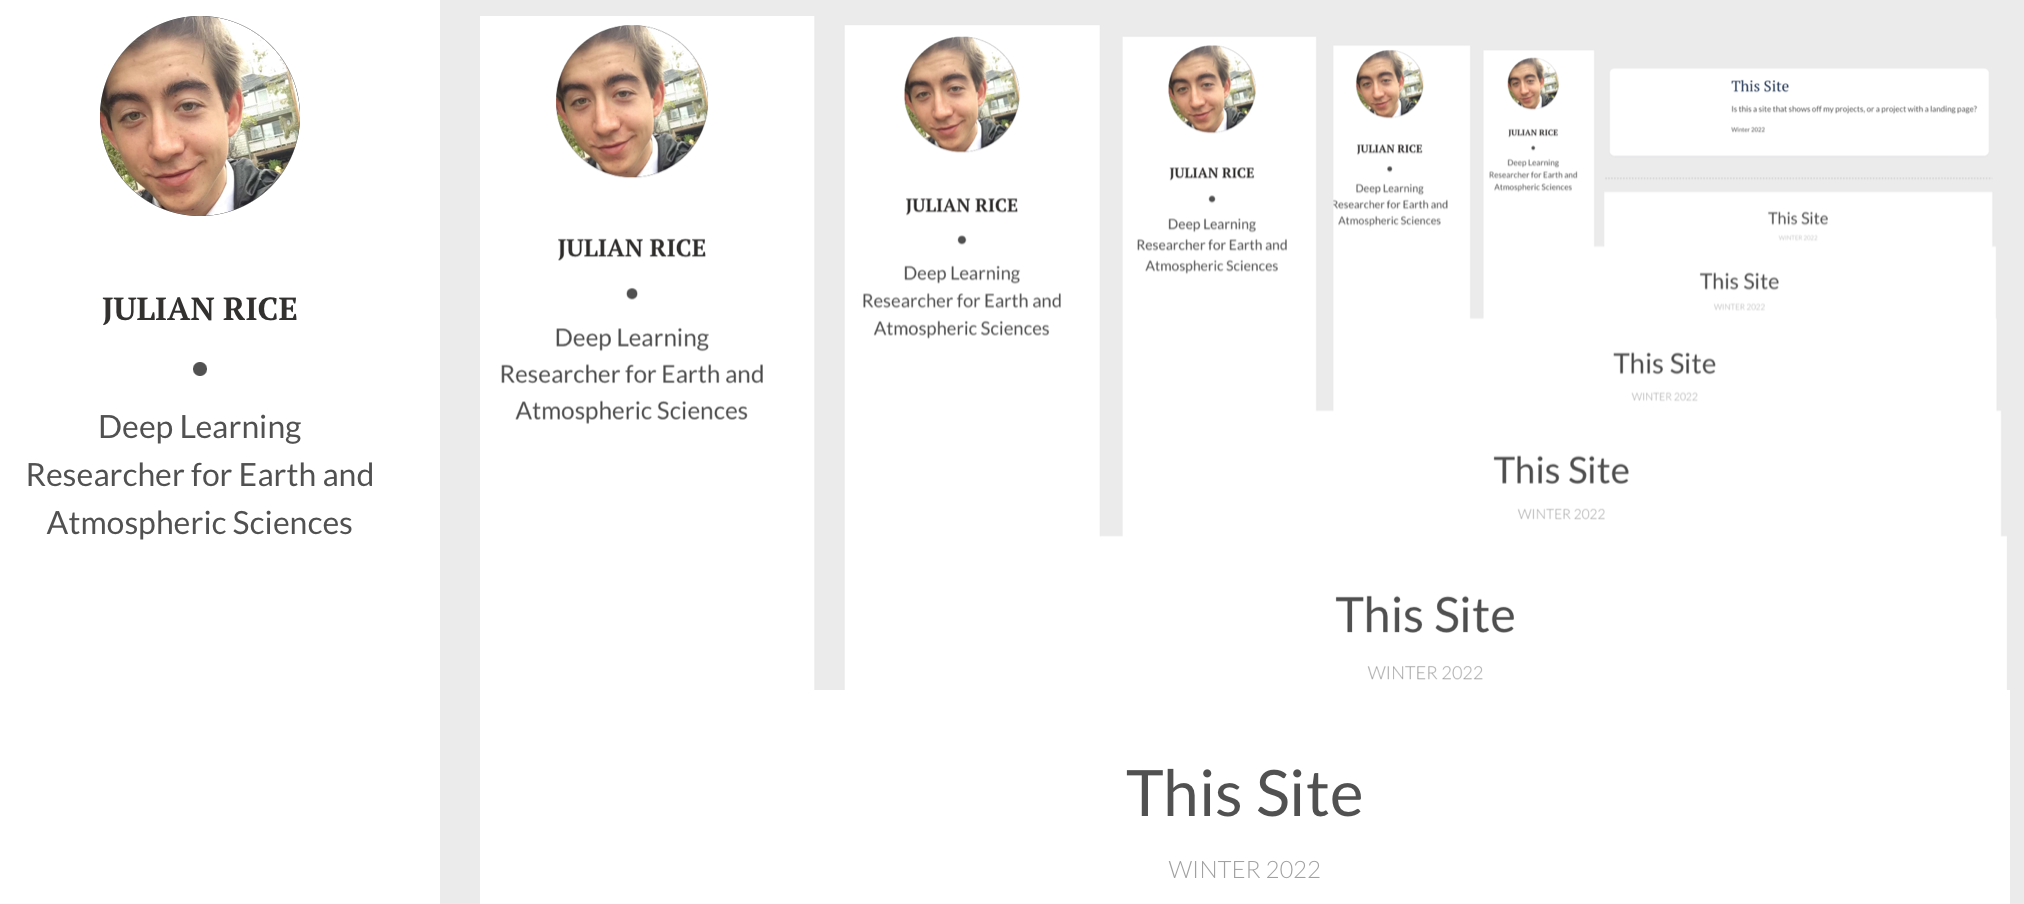 JULIAN RICE
•
Deep Learning
Researcher for Earth and
Atmospheric Sciences
JULIAN RICE
•
Deep Learning
Researcher for Earth and
Atmospheric Sciences
JULIAN RICE
•
Deep Learning
Researcher for Earth and
Atmospheric Sciences
JULIAN RICE
•
Deep Learning
Researcher for Earth and
Atmospheric Sciences
JULIAN RICE
•
Deep Learning
Researcher for Earth and
Atmospheric Sciences
JULIAN RICE
•
Deep Learning
Researcher for Earth and
Atmospheric Sciences
This Site
Is this a site that shows off my projects, or a project with a landing page?
Winter 2022
This Site
WINTER 2022
This Site
WINTER 2022
This Site
WINTER 2022
This Site
WINTER 2022
This Site
WINTER 2022
This Site
WINTER 2022